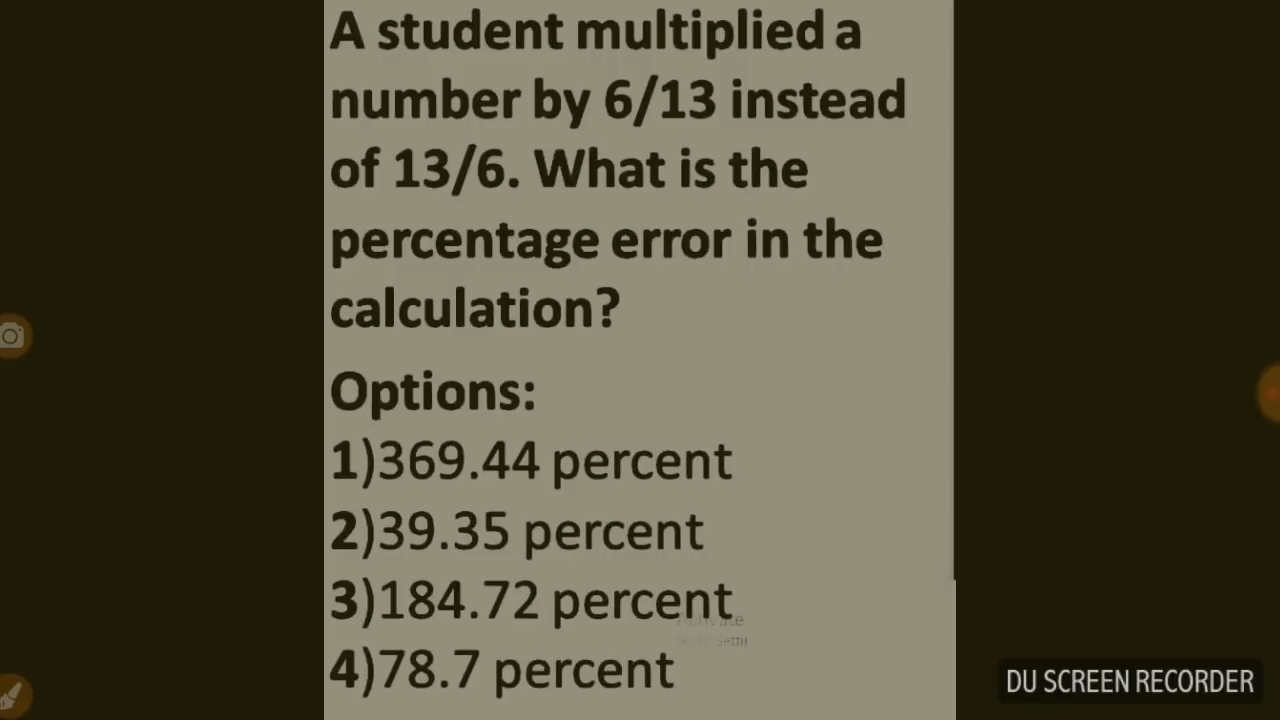 A student multiplied a
number by 6/13 instead
of 13/6. What is the
percentage error in the
calculation?
Options:
1)369.44 percent
2)39.35 percent
3)184.72 percent
4)78.7 percent
DU SCREEN RECORDER